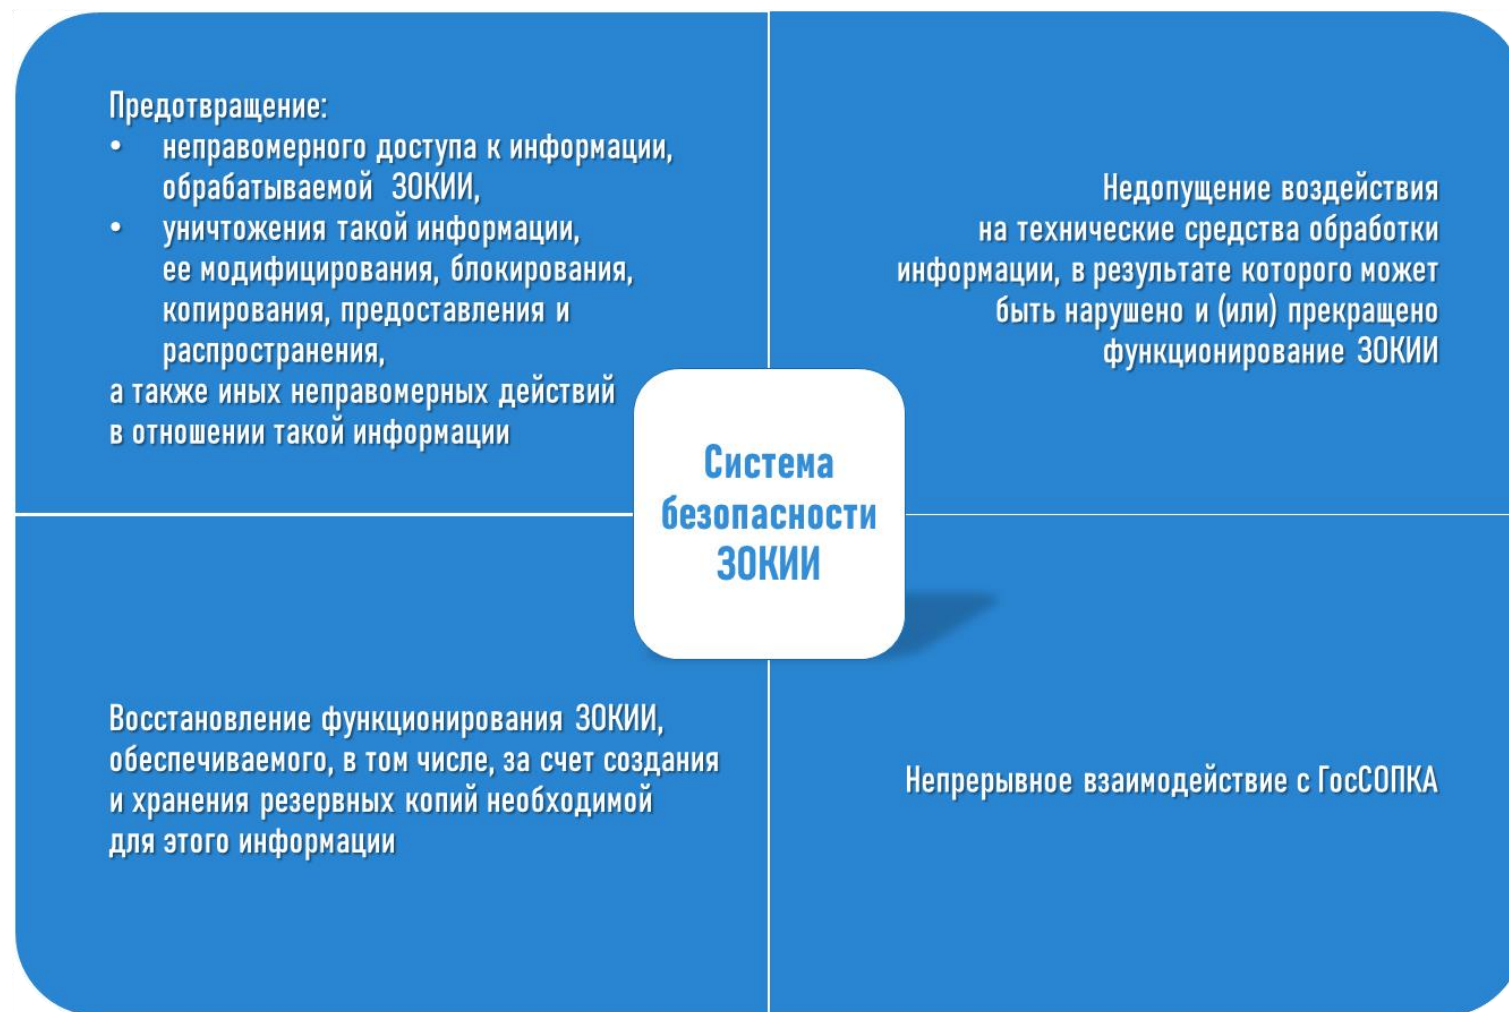 Предотвращение:
• неправомерного доступа к информации,
обрабатываемой ЗОКИИ,
• уничтожения такой информации,
ее модифицирования, блокирования,
копирования, предоставления и
распространения,
а также иных неправомерных действий
в отношении такой информации
Недопущение воздействия
на технические средства обработки
информации, в результате которого может
быть нарушено и (или) прекращено
функционирование ЗОКИИ
Система
безопасности
ЗОКИИ
Восстановление функционирования ЗОКИИ,
обеспечиваемого, в том числе, за счет создания
и хранения резервных копий необходимой
для этого информации
Непрерывное взаимодействие с ГосСОПКА